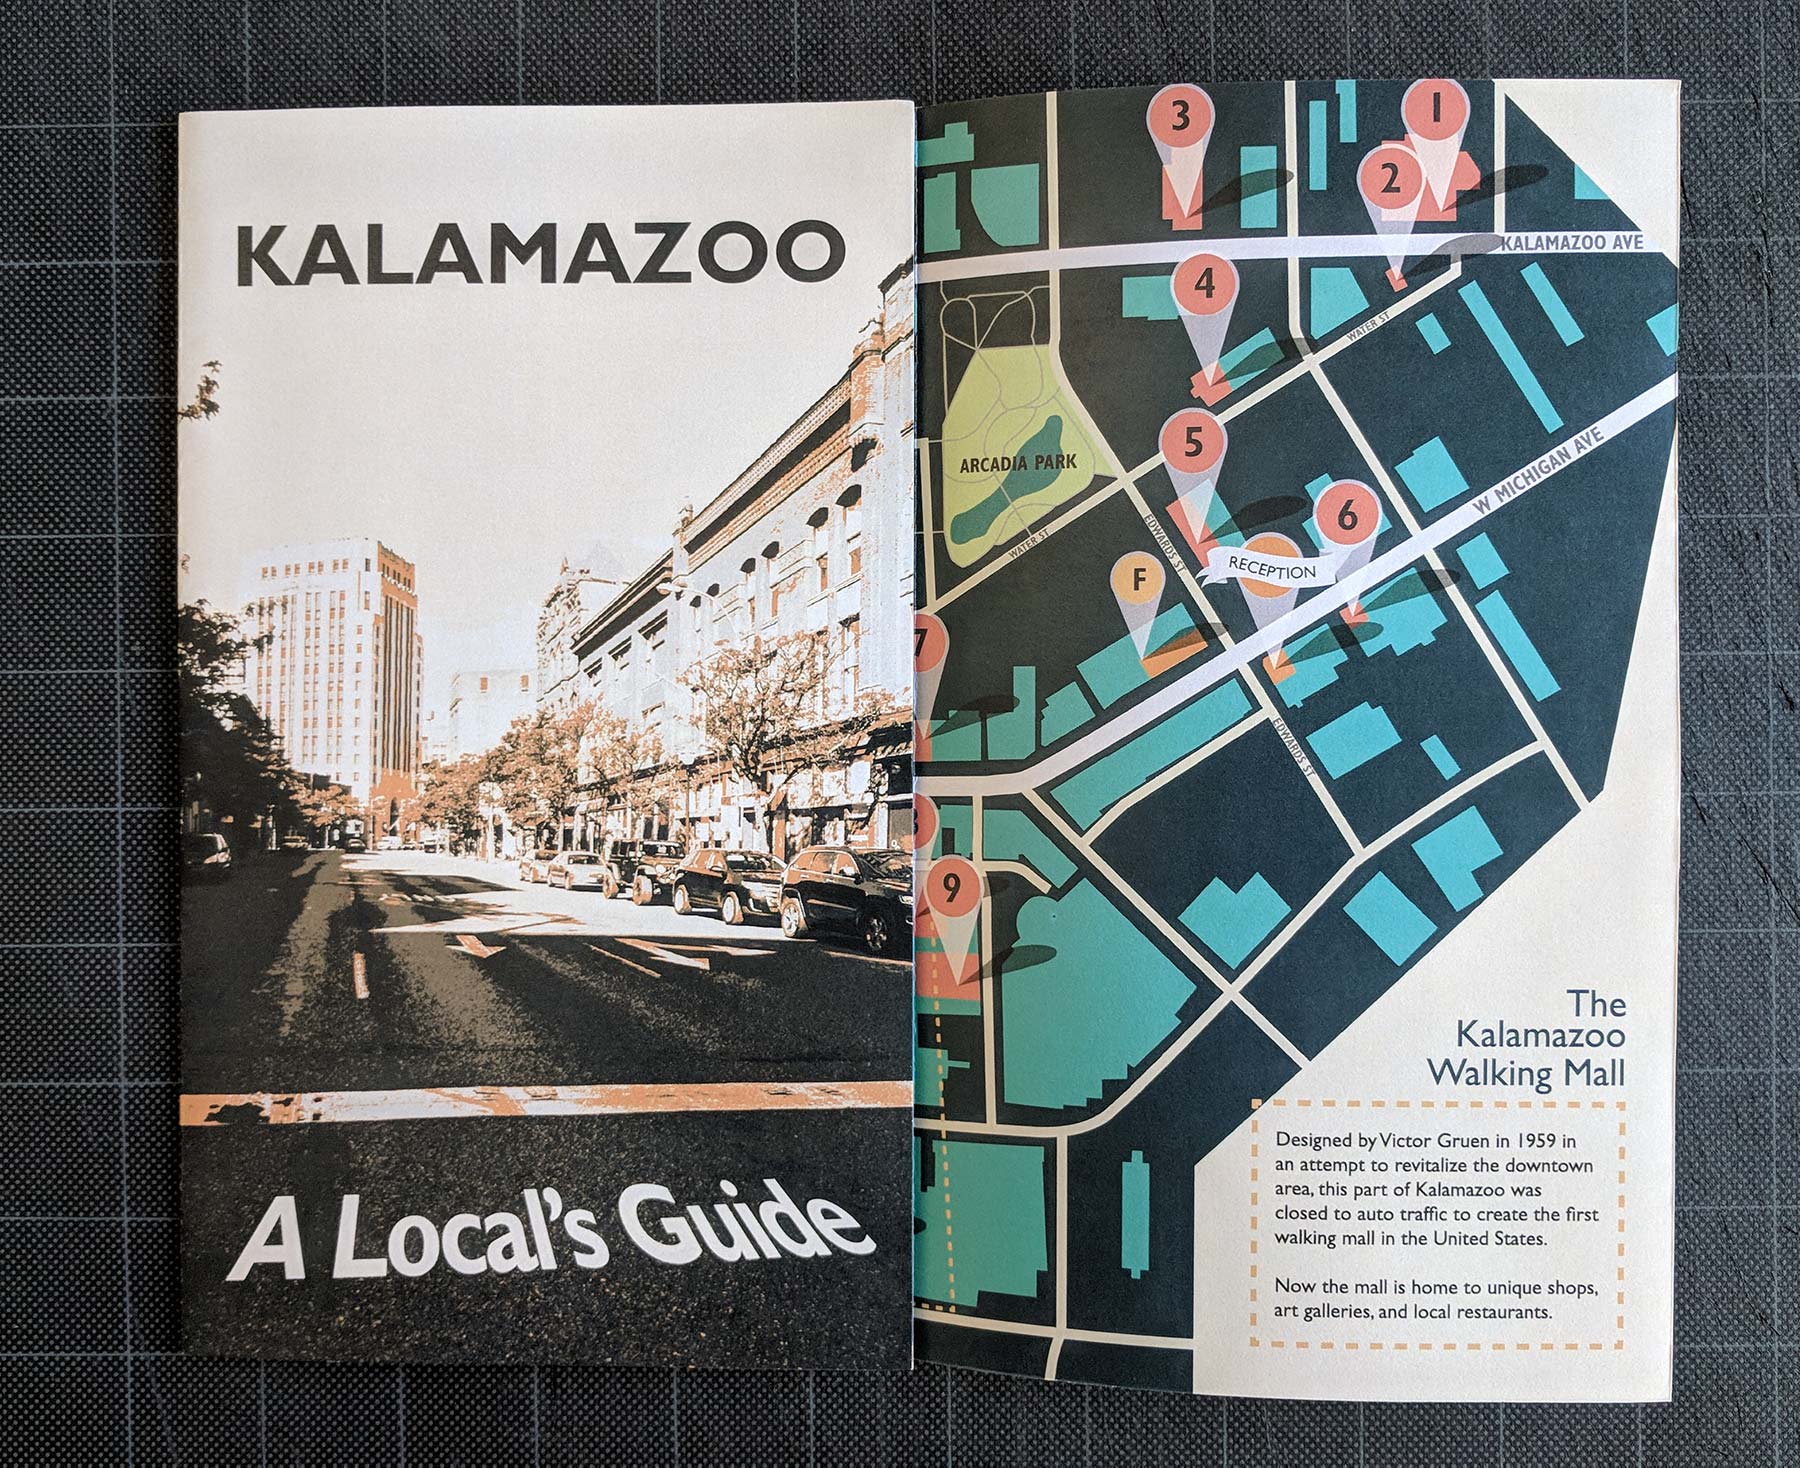 KALAMAZOO
A Local's Guide
3
1
2
KALAMAZOO AVE
4
WATER ST
5
ARCADIA PARK
W MICHIGAN AVE
6
EDWARDS ST
WATER ST
RECEPTION
F
7
EDWARDS ST
8
9
The
Kalamazoo
Walking Mall
Designed by Victor Gruen in 1959 in
an attempt to revitalize the downtown
area, this part of Kalamazoo was
closed to auto traffic to create the first
walking mall in the United States.
Now the mall is home to unique shops,
art galleries, and local restaurants.